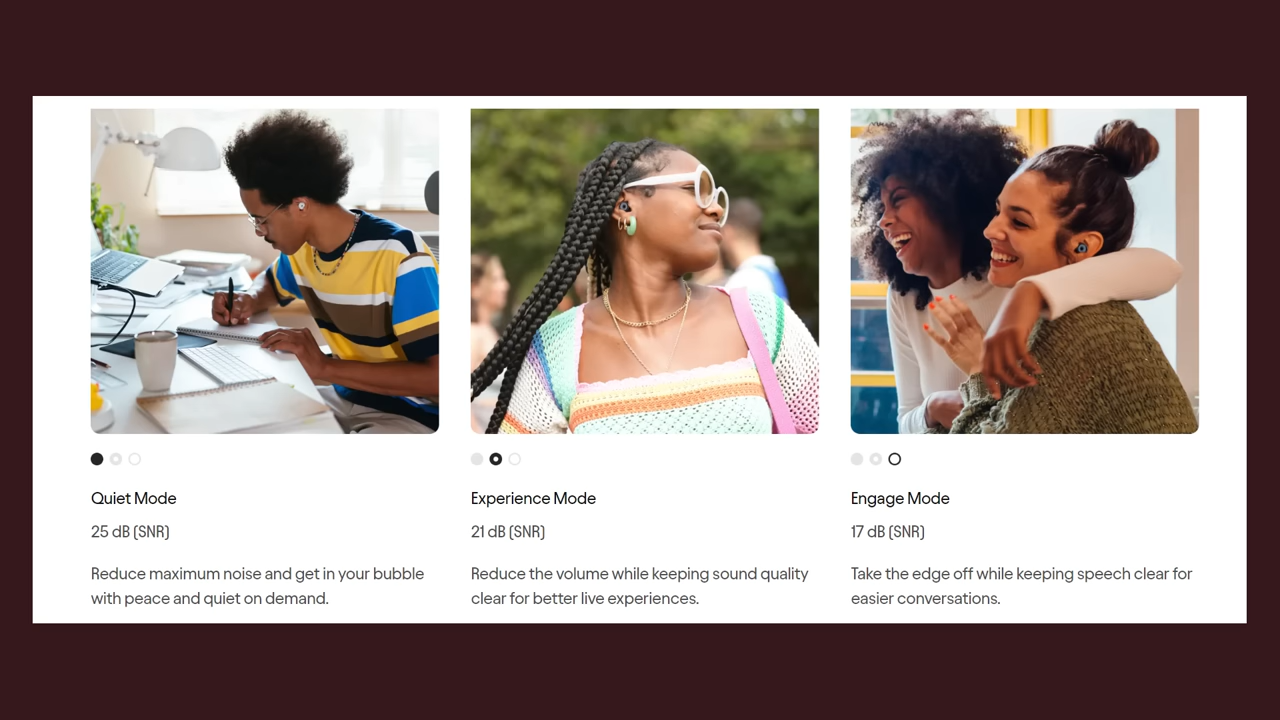 Quiet Mode
25 dB (SNR)
Reduce maximum noise and get in your bubble
with peace and quiet on demand.
Experience Mode
21 dB (SNR)
Reduce the volume while keeping sound quality
clear for better live experiences.
Engage Mode
17 dB (SNR)
Take the edge off while keeping speech clear for
easier conversations.